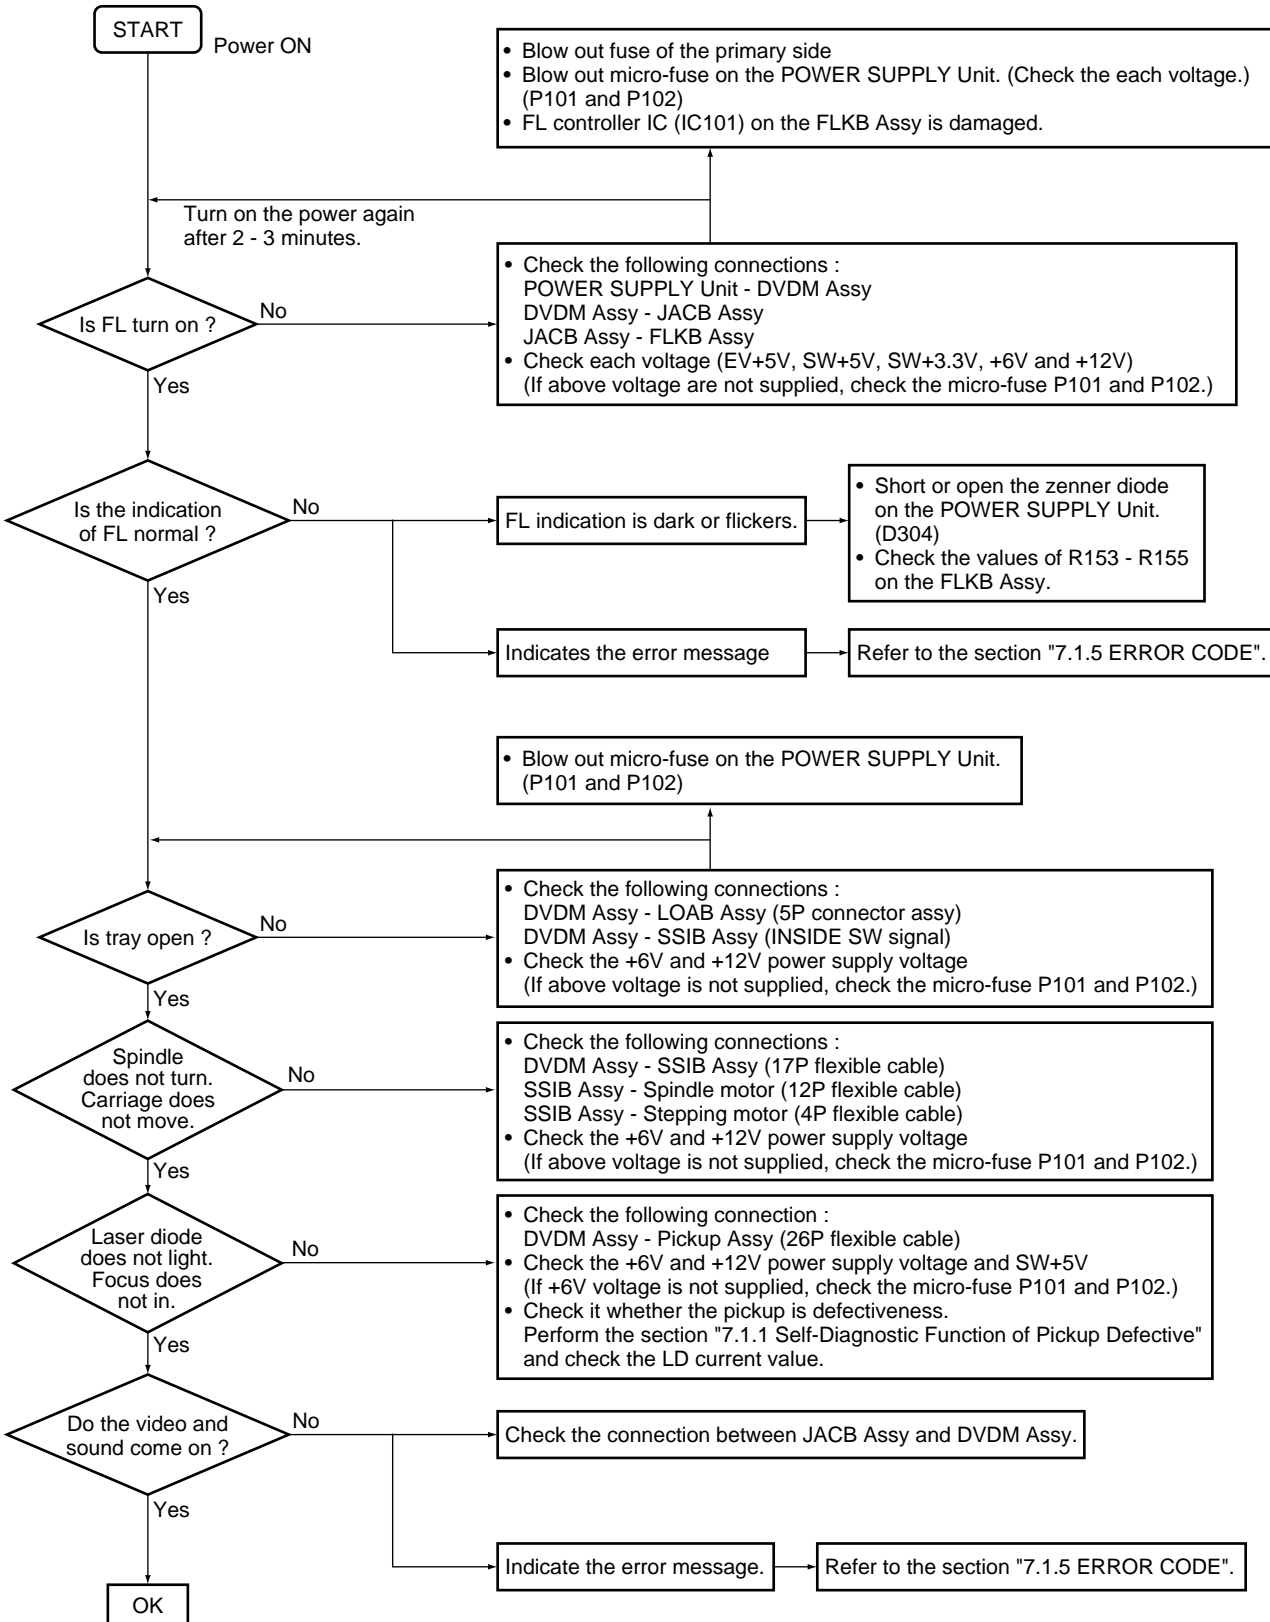 START
Power ON
• Blow out fuse of the primary side
• Blow out micro-fuse on the POWER SUPPLY Unit. (Check the each voltage.)
(P101 and P102)
• FL controller IC (IC101) on the FLKB Assy is damaged.
Turn on the power again
after 2 - 3 minutes.
Is FL turn on ?
No
• Check the following connections :
POWER SUPPLY Unit - DVDM Assy
DVDM Assy - JACB Assy
JACB Assy - FLKB Assy
• Check each voltage (EV+5V, SW+5V, SW+3.3V, +6V and +12V)
(If above voltage are not supplied, check the micro-fuse P101 and P102.)
Yes
Is the indication
of FL normal ?
No
FL indication is dark or flickers.
• Short or open the zenner diode
on the POWER SUPPLY Unit.
(D304)
• Check the values of R153 - R155
on the FLKB Assy.
Yes
Indicates the error message
Refer to the section "7.1.5 ERROR CODE".
• Blow out micro-fuse on the POWER SUPPLY Unit.
(P101 and P102)
Is tray open ?
No
• Check the following connections :
DVDM Assy - LOAB Assy (5P connector assy)
DVDM Assy - SSIB Assy (INSIDE SW signal)
• Check the +6V and +12V power supply voltage
(If above voltage is not supplied, check the micro-fuse P101 and P102.)
Yes
Spindle
does not turn.
Carriage does
not move.
No
• Check the following connections :
DVDM Assy - SSIB Assy (17P flexible cable)
SSIB Assy - Spindle motor (12P flexible cable)
SSIB Assy - Stepping motor (4P flexible cable)
• Check the +6V and +12V power supply voltage
(If above voltage is not supplied, check the micro-fuse P101 and P102.)
Yes
Laser diode
does not light.
Focus does
not in.
No
• Check the following connection :
DVDM Assy - Pickup Assy (26P flexible cable)
• Check the +6V and +12V power supply voltage and SW+5V
(If +6V voltage is not supplied, check the micro-fuse P101 and P102.)
• Check it whether the pickup is defectiveness.
Perform the section "7.1.1 Self-Diagnostic Function of Pickup Defective"
and check the LD current value.
Yes
Do the video and
sound come on ?
No
Check the connection between JACB Assy and DVDM Assy.
Yes
Indicate the error message.
Refer to the section "7.1.5 ERROR CODE".
OK